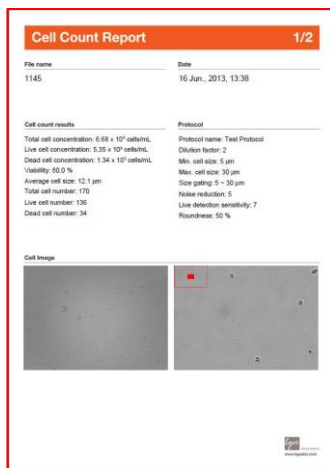 Cell Count Report 1/2
File name
1145
Date
16 Jun., 2013, 13:38
Cell count results
Total cell concentration: 6.68 x 10⁵ cells/mL
Live cell concentration: 5.35 x 10⁵ cells/mL
Dead cell concentration: 1.34 x 10⁵ cells/mL
Viability: 80.0 %
Average cell size: 12.1 μm
Total cell number: 170
Live cell number: 136
Dead cell number: 34
Protocol
Protocol name: Test Protocol
Dilution factor: 2
Min. cell size: 5 μm
Max. cell size: 30 μm
Size gating: 5 ~ 30 μm
Noise reduction: 5
Live detection sensitivity: 7
Roundness: 50 %
Cell Image
logos
www.logosbio.com